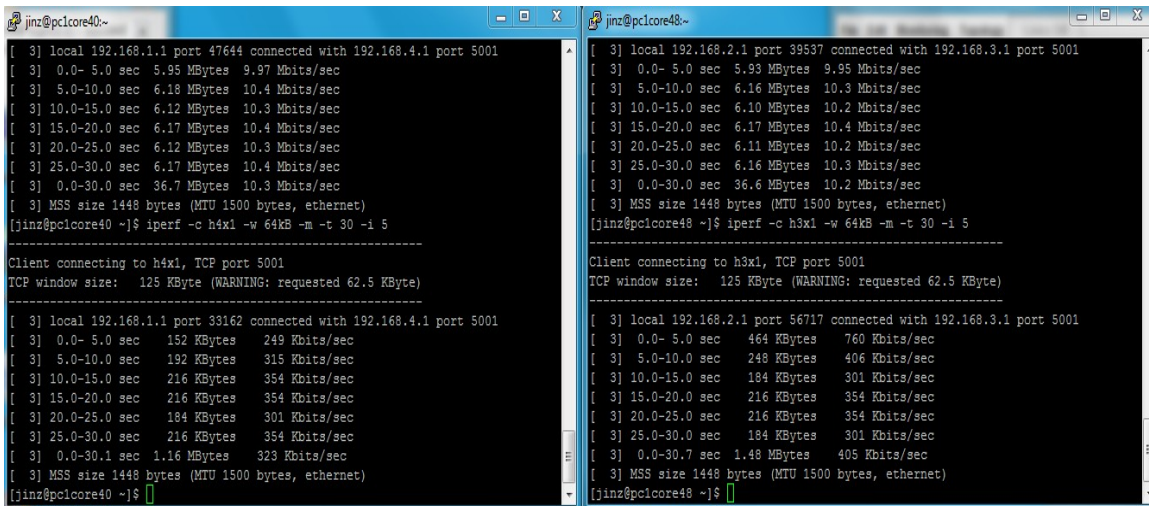 jinz@pc1core40:~
[  3] local 192.168.1.1 port 47644 connected with 192.168.4.1 port 5001
[  3]  0.0- 5.0 sec  5.95 MBytes  9.97 Mbits/sec
[  3]  5.0-10.0 sec  6.18 MBytes  10.4 Mbits/sec
[  3] 10.0-15.0 sec  6.12 MBytes  10.3 Mbits/sec
[  3] 15.0-20.0 sec  6.17 MBytes  10.4 Mbits/sec
[  3] 20.0-25.0 sec  6.12 MBytes  10.3 Mbits/sec
[  3] 25.0-30.0 sec  6.17 MBytes  10.4 Mbits/sec
[  3]  0.0-30.0 sec  36.7 MBytes  10.3 Mbits/sec
[  3] MSS size 1448 bytes (MTU 1500 bytes, ethernet)
[jinz@pc1core40 ~]$ iperf -c h4x1 -w 64kB -m -t 30 -i 5
------------------------------------------------------------
Client connecting to h4x1, TCP port 5001
TCP window size:   125 KByte (WARNING: requested 62.5 KByte)
------------------------------------------------------------
[  3] local 192.168.1.1 port 33162 connected with 192.168.4.1 port 5001
[  3]  0.0- 5.0 sec    152 KBytes    249 Kbits/sec
[  3]  5.0-10.0 sec    192 KBytes    315 Kbits/sec
[  3] 10.0-15.0 sec    216 KBytes    354 Kbits/sec
[  3] 15.0-20.0 sec    216 KBytes    354 Kbits/sec
[  3] 20.0-25.0 sec    184 KBytes    301 Kbits/sec
[  3] 25.0-30.0 sec    216 KBytes    354 Kbits/sec
[  3]  0.0-30.1 sec  1.16 MBytes    323 Kbits/sec
[  3] MSS size 1448 bytes (MTU 1500 bytes, ethernet)
[jinz@pc1core40 ~]$
jinz@pc1core48:~
[  3] local 192.168.2.1 port 39537 connected with 192.168.3.1 port 5001
[  3]  0.0- 5.0 sec  5.93 MBytes  9.95 Mbits/sec
[  3]  5.0-10.0 sec  6.16 MBytes  10.3 Mbits/sec
[  3] 10.0-15.0 sec  6.10 MBytes  10.2 Mbits/sec
[  3] 15.0-20.0 sec  6.17 MBytes  10.4 Mbits/sec
[  3] 20.0-25.0 sec  6.11 MBytes  10.2 Mbits/sec
[  3] 25.0-30.0 sec  6.16 MBytes  10.3 Mbits/sec
[  3]  0.0-30.0 sec  36.6 MBytes  10.2 Mbits/sec
[  3] MSS size 1448 bytes (MTU 1500 bytes, ethernet)
[jinz@pc1core48 ~]$ iperf -c h3x1 -w 64kB -m -t 30 -i 5
------------------------------------------------------------
Client connecting to h3x1, TCP port 5001
TCP window size:   125 KByte (WARNING: requested 62.5 KByte)
------------------------------------------------------------
[  3] local 192.168.2.1 port 56717 connected with 192.168.3.1 port 5001
[  3]  0.0- 5.0 sec    464 KBytes    760 Kbits/sec
[  3]  5.0-10.0 sec    248 KBytes    406 Kbits/sec
[  3] 10.0-15.0 sec    184 KBytes    301 Kbits/sec
[  3] 15.0-20.0 sec    216 KBytes    354 Kbits/sec
[  3] 20.0-25.0 sec    216 KBytes    354 Kbits/sec
[  3] 25.0-30.0 sec    184 KBytes    301 Kbits/sec
[  3]  0.0-30.7 sec  1.48 MBytes    405 Kbits/sec
[  3] MSS size 1448 bytes (MTU 1500 bytes, ethernet)
[jinz@pc1core48 ~]$